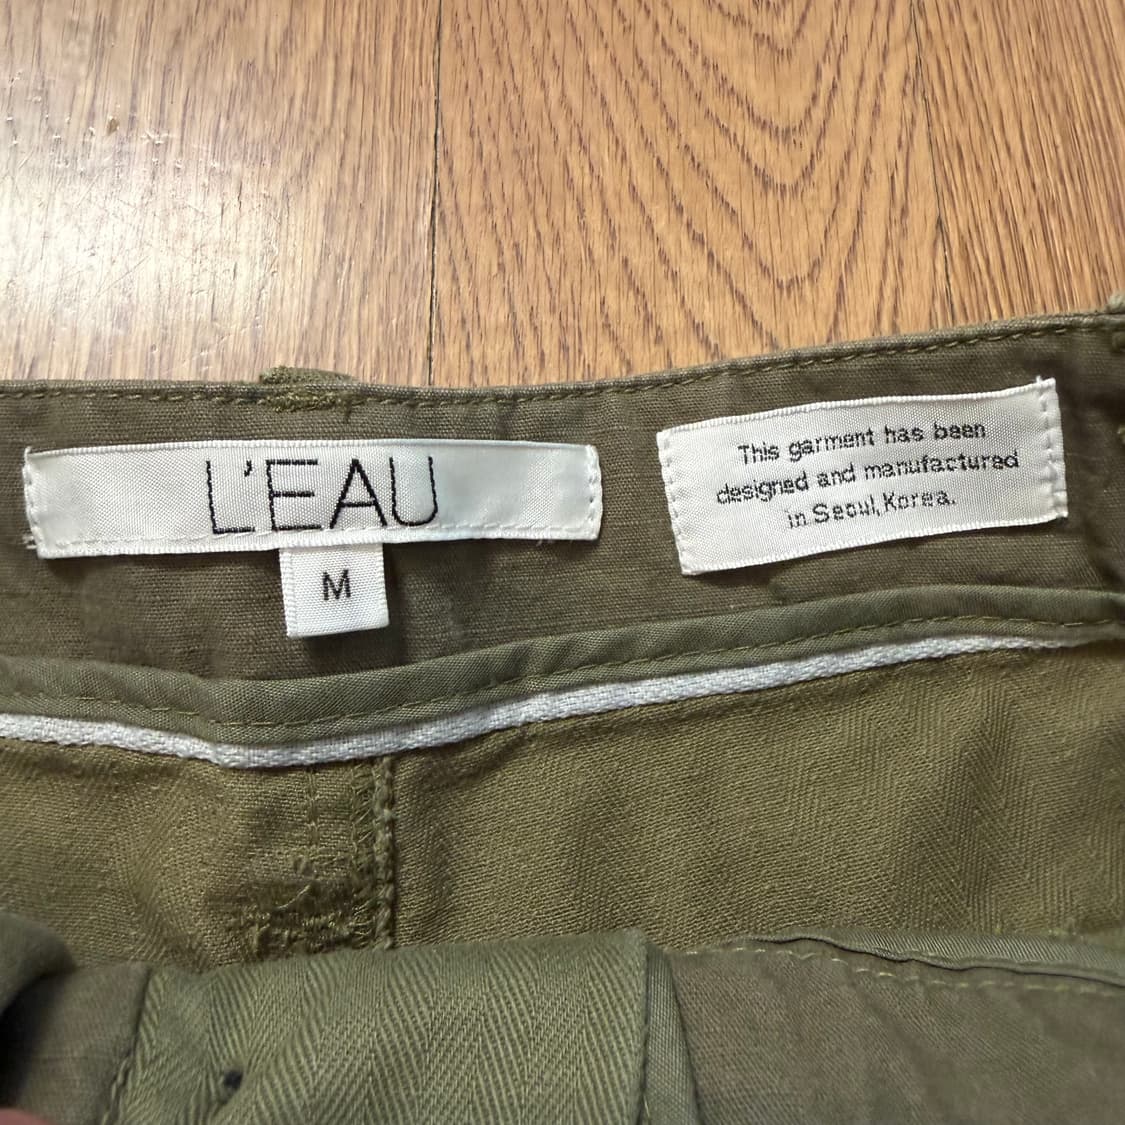 L'EAU
M
This garment has been
designed and manufactured
in Seoul, Korea.